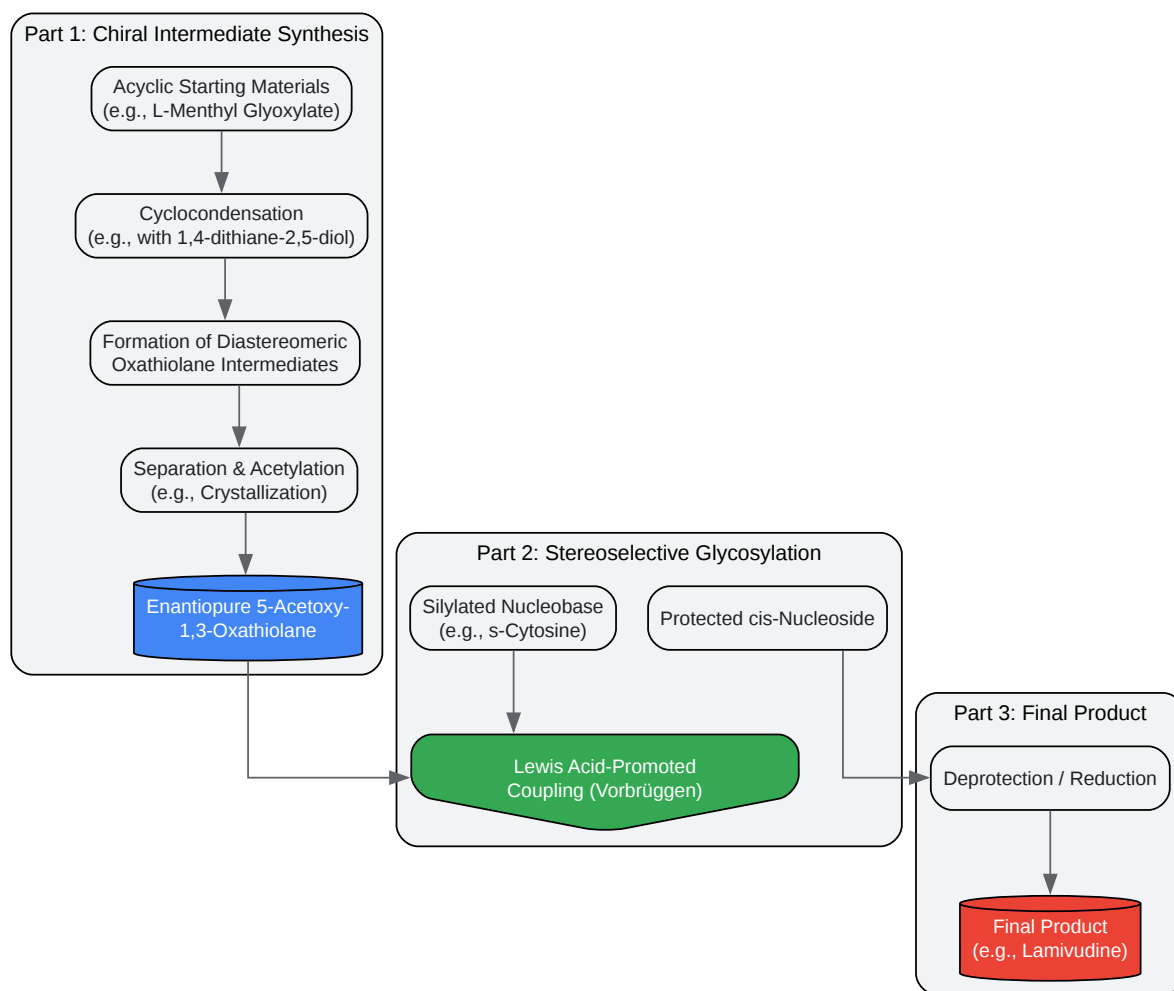 Part 1: Chiral Intermediate Synthesis
Acyclic Starting Materials
(e.g., L-Menthyl Glyoxylate)
Cyclocondensation
(e.g., with 1,4-dithiane-2,5-diol)
Formation of Diastereomeric
Oxathiolane Intermediates
Separation & Acetylation
(e.g., Crystallization)
Enantiopure 5-Acetoxy-
1,3-Oxathiolane
Part 2: Stereoselective Glycosylation
Silylated Nucleobase
(e.g., s-Cytosine)
Protected cis-Nucleoside
Lewis Acid-Promoted
Coupling (Vorbrüggen)
Part 3: Final Product
Deprotection / Reduction
Final Product
(e.g., Lamivudine)